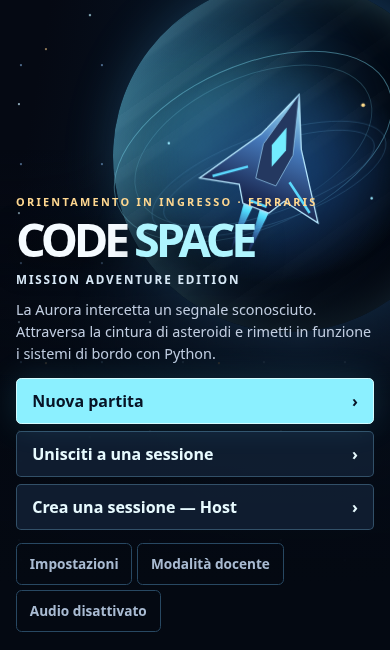 ORIENTAMENTO IN INGRESSO · FERRARIS
CODE SPACE
MISSION ADVENTURE EDITION
La Aurora intercetta un segnale sconosciuto.
Attraversa la cintura di asteroidi e rimetti in funzione
i sistemi di bordo con Python.
Nuova partita ›
Unisciti a una sessione ›
Crea una sessione — Host ›
Impostazioni Modalità docente
Audio disattivato